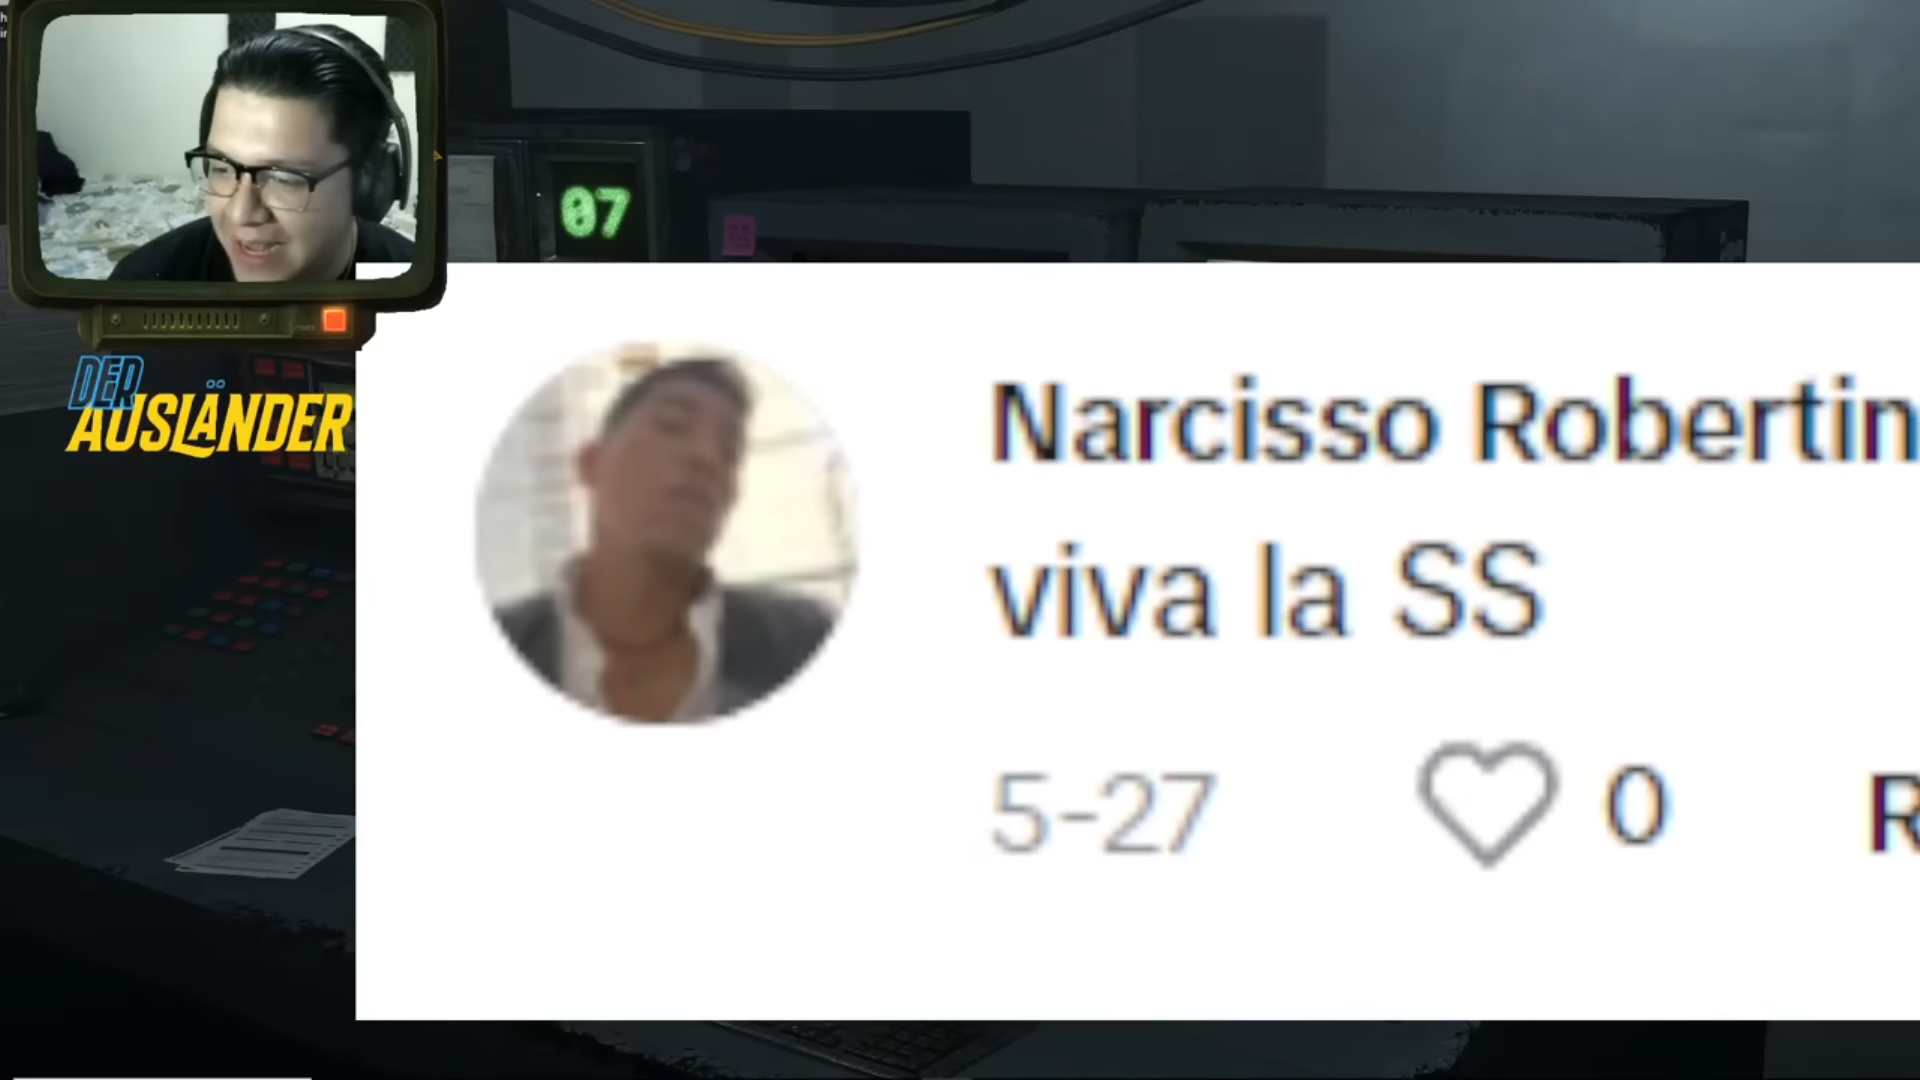 07
DER
AUSLÄNDER
Narcisso Robertin
viva la SS
5-27
0
R